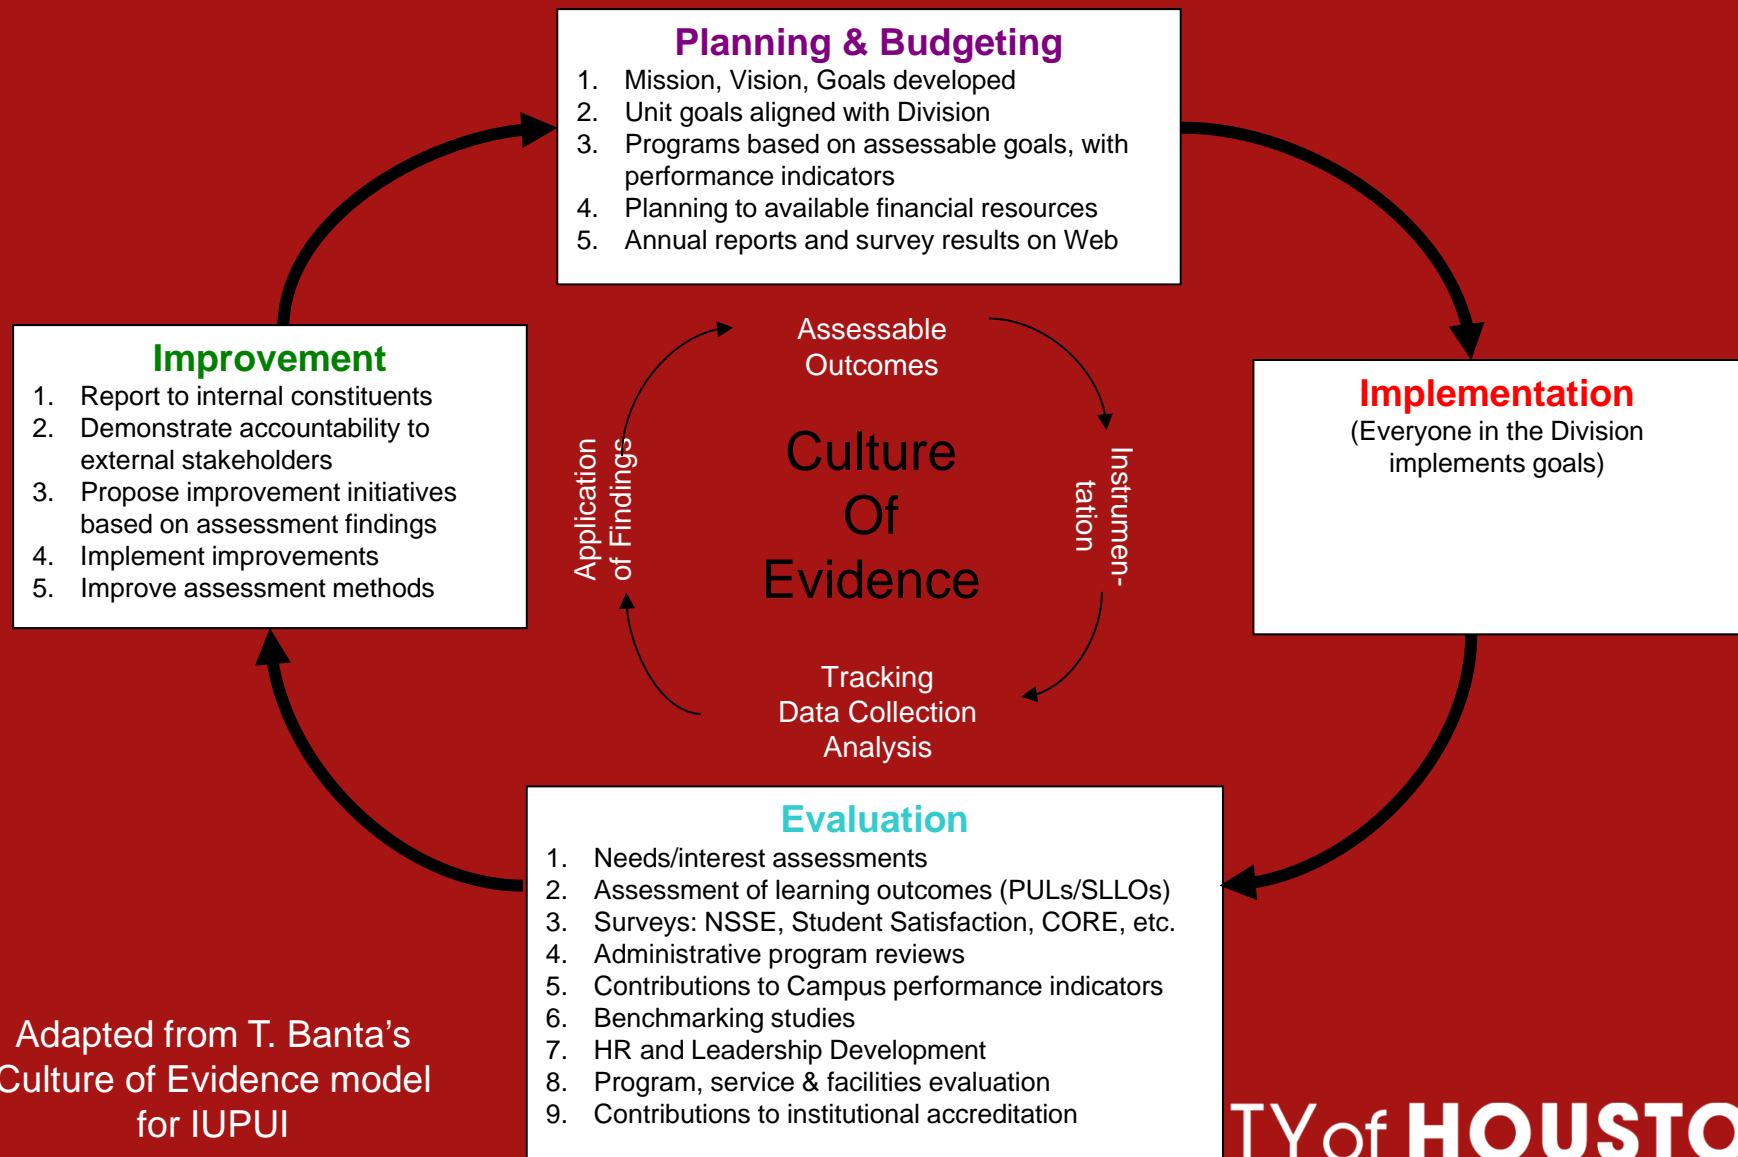 Planning & Budgeting
1. Mission, Vision, Goals developed
2. Unit goals aligned with Division
3. Programs based on assessable goals, with
performance indicators
4. Planning to available financial resources
5. Annual reports and survey results on Web
Improvement
1. Report to internal constituents
2. Demonstrate accountability to
external stakeholders
3. Propose improvement initiatives
based on assessment findings
4. Implement improvements
5. Improve assessment methods
Assessable
Outcomes
Application
of Findings
Culture
Of
Evidence
Instrumen-
tation
Tracking
Data Collection
Analysis
Implementation
(Everyone in the Division
implements goals)
Evaluation
1. Needs/interest assessments
2. Assessment of learning outcomes (PULs/SLLOs)
3. Surveys: NSSE, Student Satisfaction, CORE, etc.
4. Administrative program reviews
5. Contributions to Campus performance indicators
6. Benchmarking studies
7. HR and Leadership Development
8. Program, service & facilities evaluation
9. Contributions to institutional accreditation
Adapted from T. Banta’s
Culture of Evidence model
for IUPUI
TY of HOUSTO